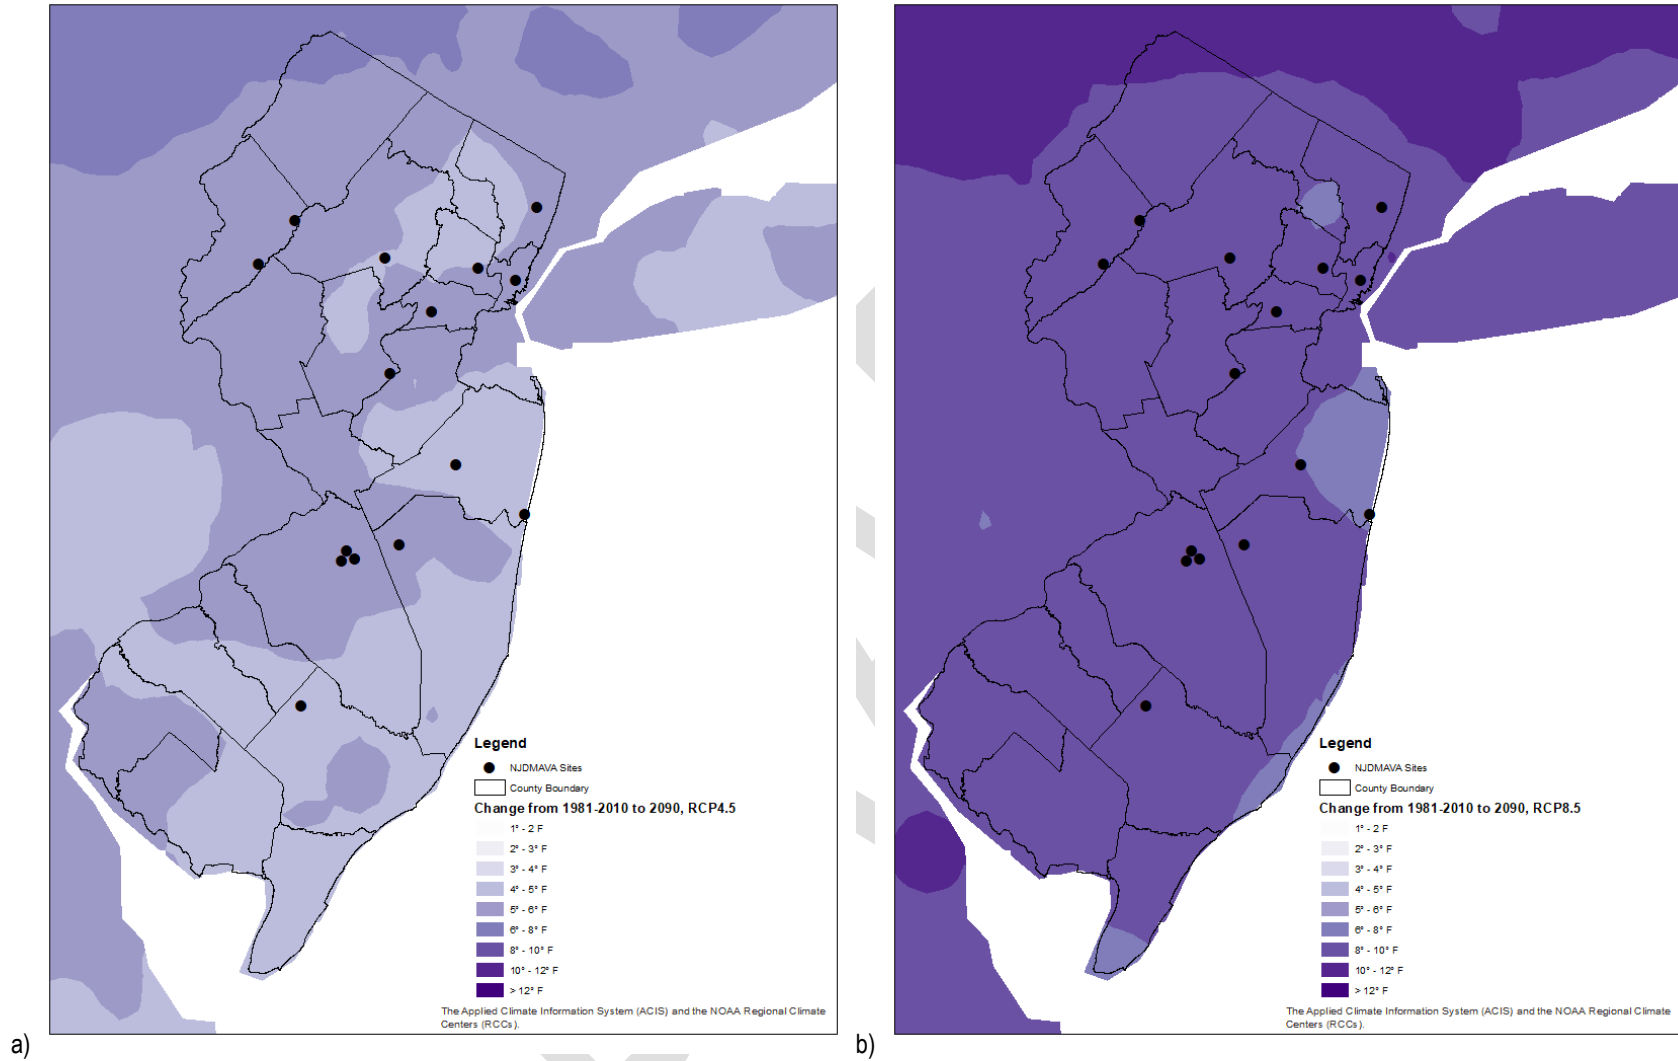 Legend
NJDMAVA Sites
County Boundary
Change from 1981-2010 to 2090, RCP4.5
1° - 2 F
2° - 3° F
3° - 4° F
4° - 5° F
5° - 6° F
6° - 8° F
8° - 10° F
10° - 12° F
> 12° F
The Applied Climate Information System (ACIS) and the NOAA Regional Climate
Centers (RCCs).
a)
Legend
NJDMAVA Sites
County Boundary
Change from 1981-2010 to 2090, RCP8.5
1° - 2 F
2° - 3° F
3° - 4° F
4° - 5° F
5° - 6° F
6° - 8° F
8° - 10° F
10° - 12° F
> 12° F
The Applied Climate Information System (ACIS) and the NOAA Regional Climate
Centers (RCCs).
b)